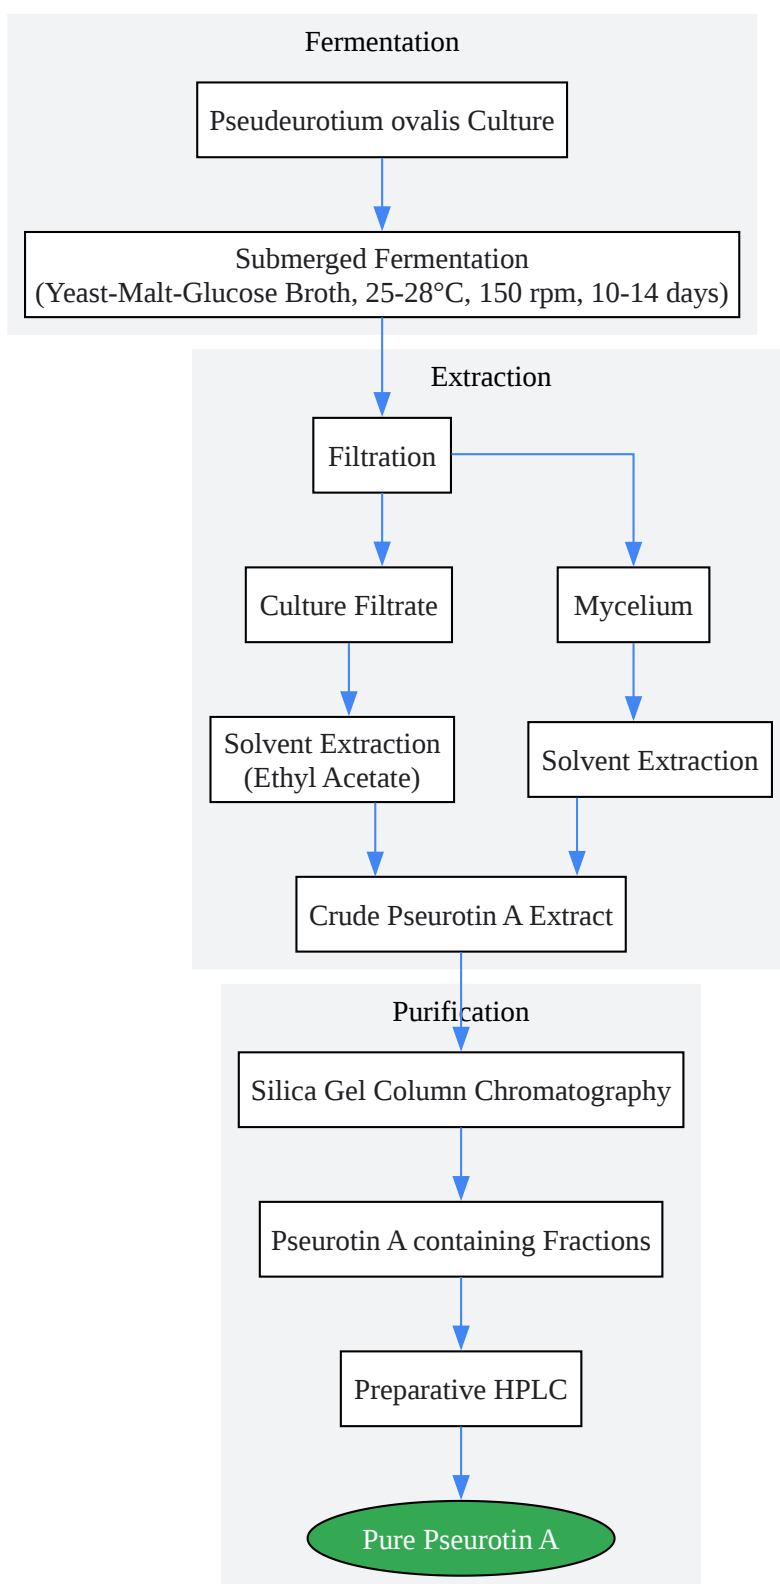 Fermentation
Pseudeurotium ovalis Culture
Submerged Fermentation
(Yeast-Malt-Glucose Broth, 25-28°C, 150 rpm, 10-14 days)
Extraction
Filtration
Culture Filtrate
Mycelium
Solvent Extraction
(Ethyl Acetate)
Solvent Extraction
Crude Pseurotin A Extract
Purification
Silica Gel Column Chromatography
Pseurotin A containing Fractions
Preparative HPLC
Pure Pseurotin A